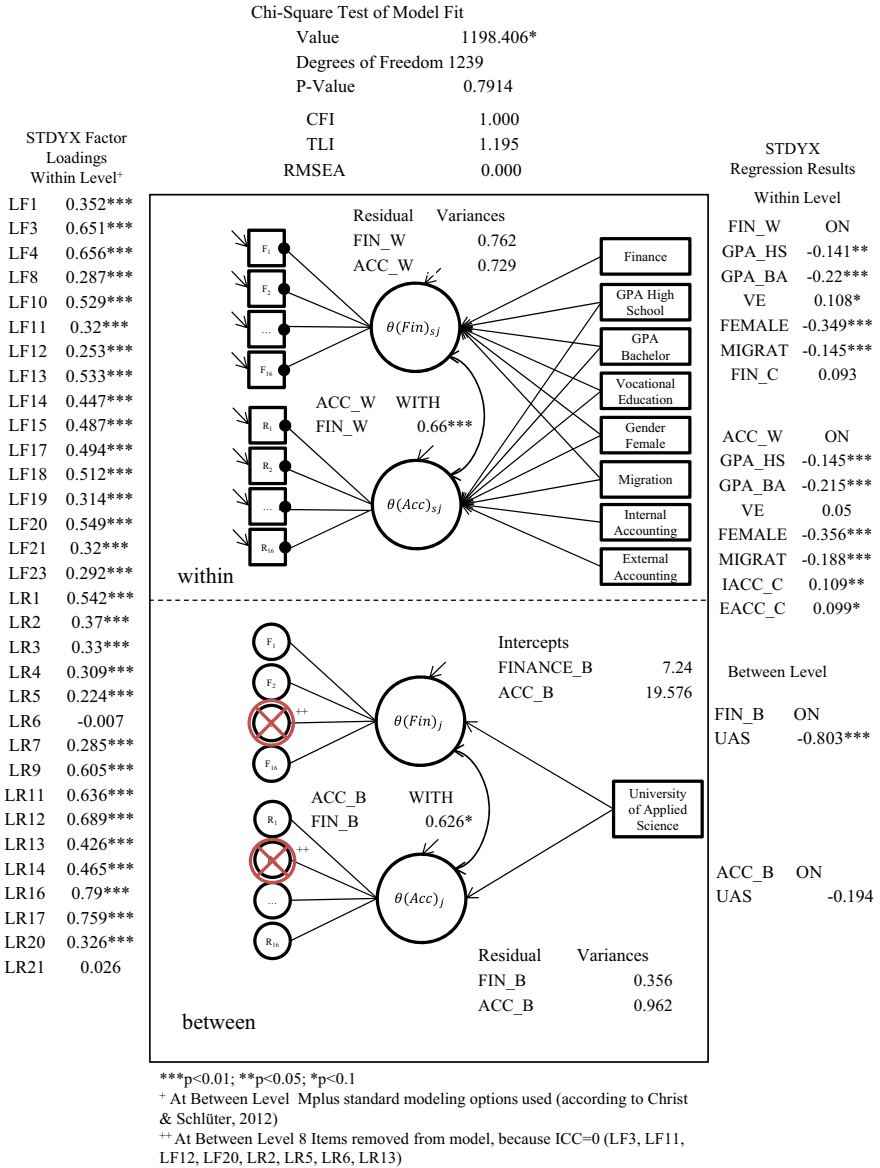 Chi-Square Test of Model Fit
Value 1198.406*
Degrees of Freedom 1239
P-Value 0.7914
CFI 1.000
TLI 1.195
RMSEA 0.000
STDYX Factor
Loadings
Within Level+
LF1 0.352***
LF3 0.651***
LF4 0.656***
LF8 0.287***
LF10 0.529***
LF11 0.32***
LF12 0.253***
LF13 0.533***
LF14 0.447***
LF15 0.487***
LF17 0.494***
LF18 0.512***
LF19 0.314***
LF20 0.549***
LF21 0.32***
LF23 0.292***
LR1 0.542***
LR2 0.37***
LR3 0.33***
LR4 0.309***
LR5 0.224***
LR6 -0.007
LR7 0.285***
LR9 0.605***
LR11 0.636***
LR12 0.689***
LR13 0.426***
LR14 0.465***
LR16 0.79***
LR17 0.759***
LR20 0.326***
LR21 0.026
Residual Variances
FIN_W 0.762
ACC_W 0.729
F1
F2
...
F16
θ(Fin)sj
ACC_W WITH
FIN_W 0.66***
R1
R2
...
R16
θ(Acc)sj
within
Finance
GPA High
School
GPA
Bachelor
Vocational
Education
Gender
Female
Migration
Internal
Accounting
External
Accounting
F1
F2
++
F16
θ(Fin)j
Intercepts
FINANCE_B 7.24
ACC_B 19.576
ACC_B WITH
FIN_B 0.626*
R1
++
...
R16
θ(Acc)j
University
of Applied
Science
Residual Variances
FIN_B 0.356
ACC_B 0.962
between
STDYX
Regression Results
Within Level
FIN_W ON
GPA_HS -0.141**
GPA_BA -0.22***
VE 0.108*
FEMALE -0.349***
MIGRAT -0.145***
FIN_C 0.093
ACC_W ON
GPA_HS -0.145***
GPA_BA -0.215***
VE 0.05
FEMALE -0.356***
MIGRAT -0.188***
IACC_C 0.109**
EACC_C 0.099*
Between Level
FIN_B ON
UAS -0.803***
ACC_B ON
UAS -0.194
***p<0.01; **p<0.05; *p<0.1
+ At Between Level Mplus standard modeling options used (according to Christ
& Schlüter, 2012)
++ At Between Level 8 Items removed from model, because ICC=0 (LF3, LF11,
LF12, LF20, LR2, LR5, LR6, LR13)